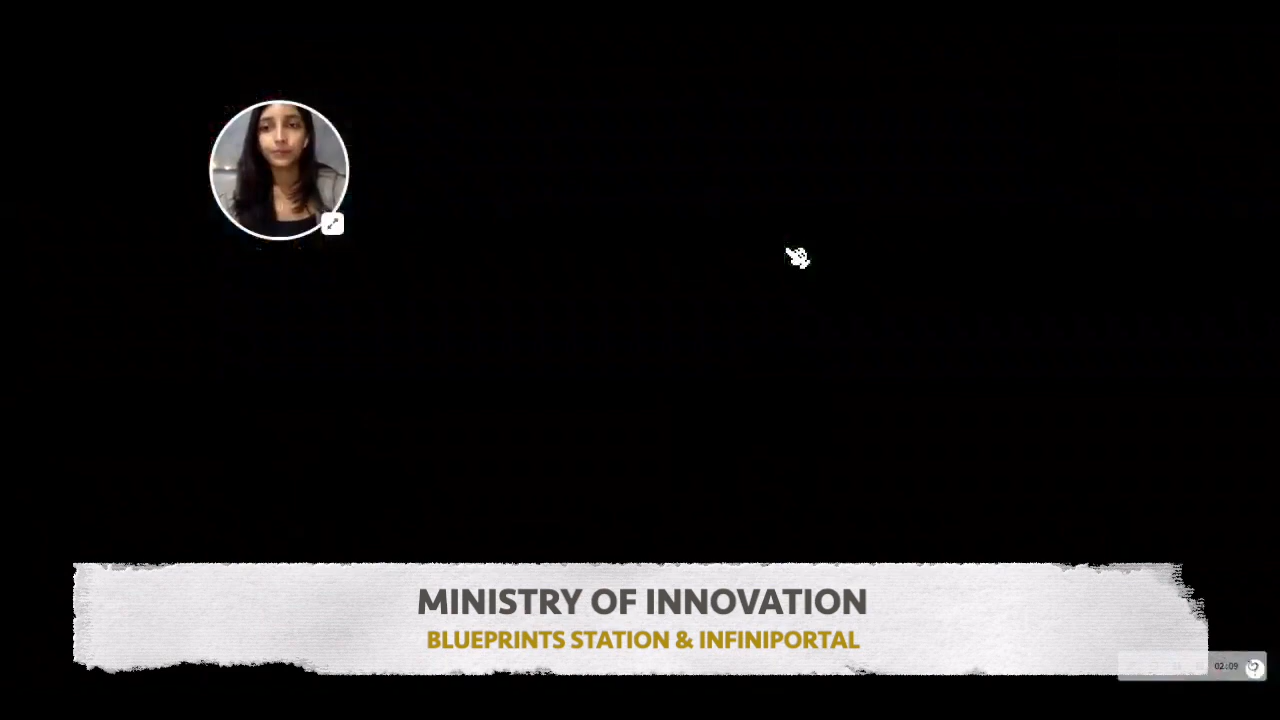 MINISTRY OF INNOVATION
BLUEPRINTS STATION & INFINIPORTAL
02:09